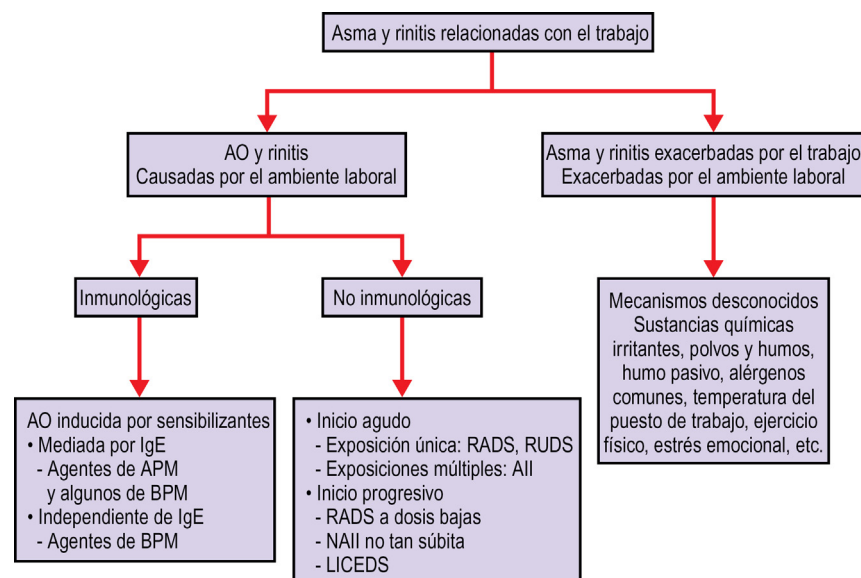 Asma y rinitis relacionadas con el trabajo
AO y rinitis
Causadas por el ambiente laboral
Asma y rinitis exacerbadas por el trabajo
Exacerbadas por el ambiente laboral
Inmunológicas
No inmunológicas
Mecanismos desconocidos
Sustancias químicas
irritantes, polvos y humos,
humo pasivo, alérgenos
comunes, temperatura del
puesto de trabajo, ejercicio
físico, estrés emocional, etc.
AO inducida por sensibilizantes
• Mediada por IgE
- Agentes de APM
y algunos de BPM
• Independiente de IgE
- Agentes de BPM
• Inicio agudo
- Exposición única: RADS, RUDS
- Exposiciones múltiples: AII
• Inicio progresivo
- RADS a dosis bajas
- NAII no tan súbita
- LICEDS